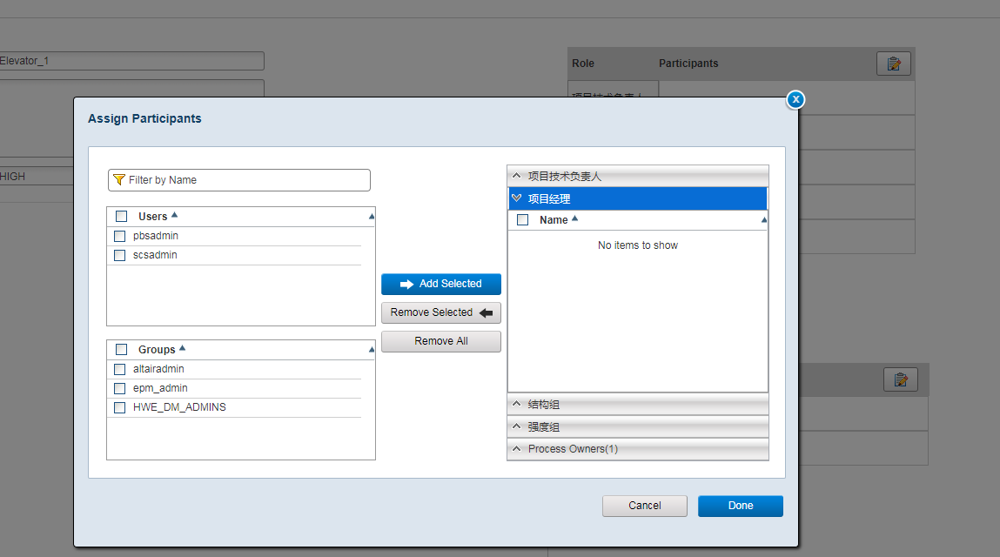 Elevator_1
Role
Participants
项目技术负责人
HIGH
Assign Participants
X
Filter by Name
Users
pbsadmin
scsadmin
Groups
altairadmin
epm_admin
HWE_DM_ADMINS
Add Selected
Remove Selected
Remove All
项目技术负责人
项目经理
Name
No items to show
结构组
强度组
Process Owners(1)
Cancel
Done